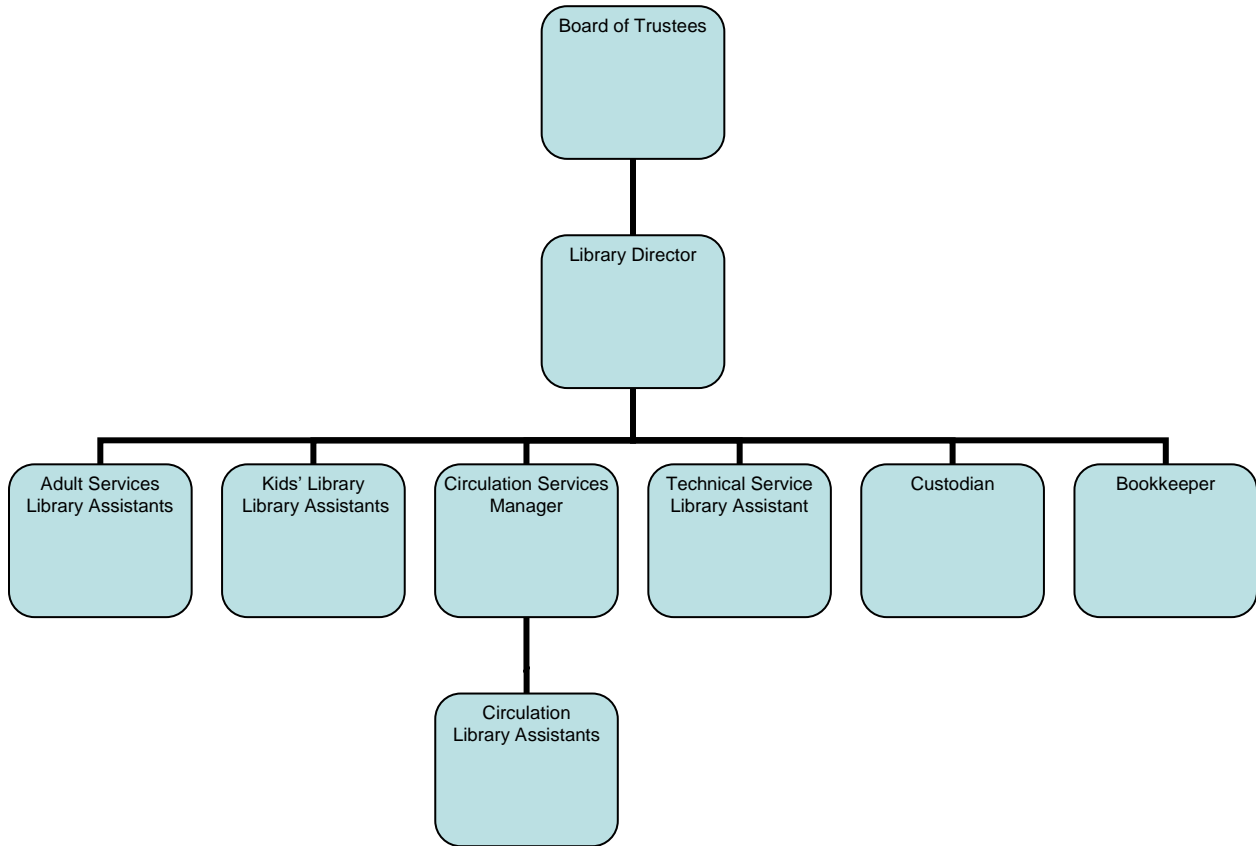 Board of Trustees
Library Director
Adult Services
Library Assistants
Kids’ Library
Library Assistants
Circulation Services
Manager
Technical Service
Library Assistant
Custodian
Bookkeeper
Circulation
Library Assistants